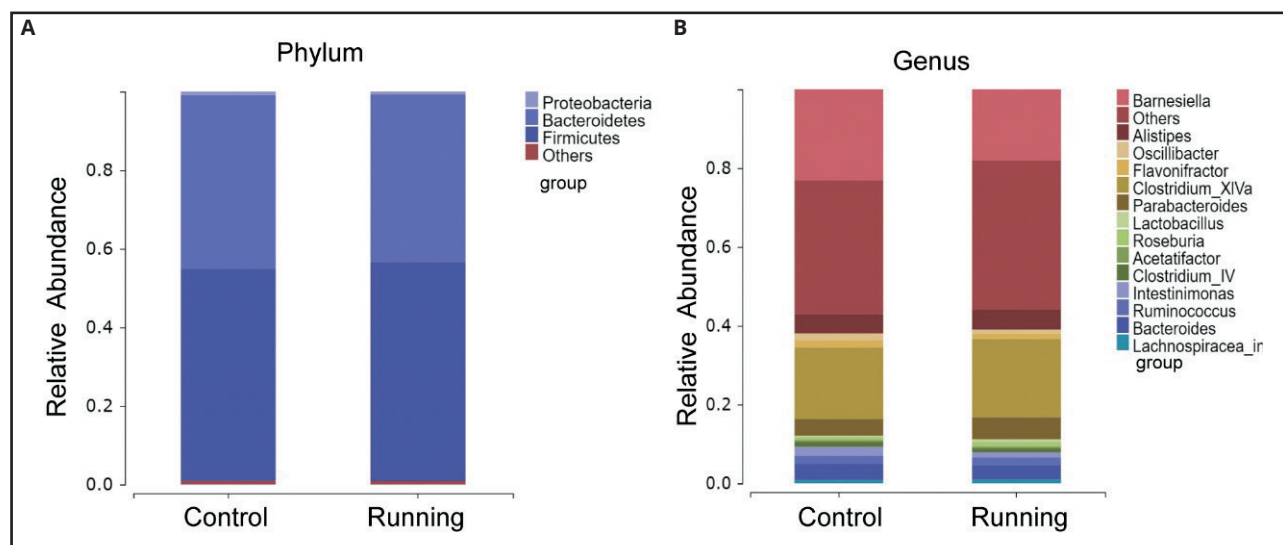 A
Phylum
Relative Abundance
0.8
0.6
0.4
0.2
0.0
Control
Running
Proteobacteria
Bacteroidetes
Firmicutes
Others
group
B
Genus
Relative Abundance
0.8
0.6
0.4
0.2
0.0
Control
Running
Barnesiella
Others
Alistipes
Oscillibacter
Flavonifractor
Clostridium_XIVa
Parabacteroides
Lactobacillus
Roseburia
Acetatifactor
Clostridium_IV
Intestinimonas
Ruminococcus
Bacteroides
Lachnospiracea_in
group